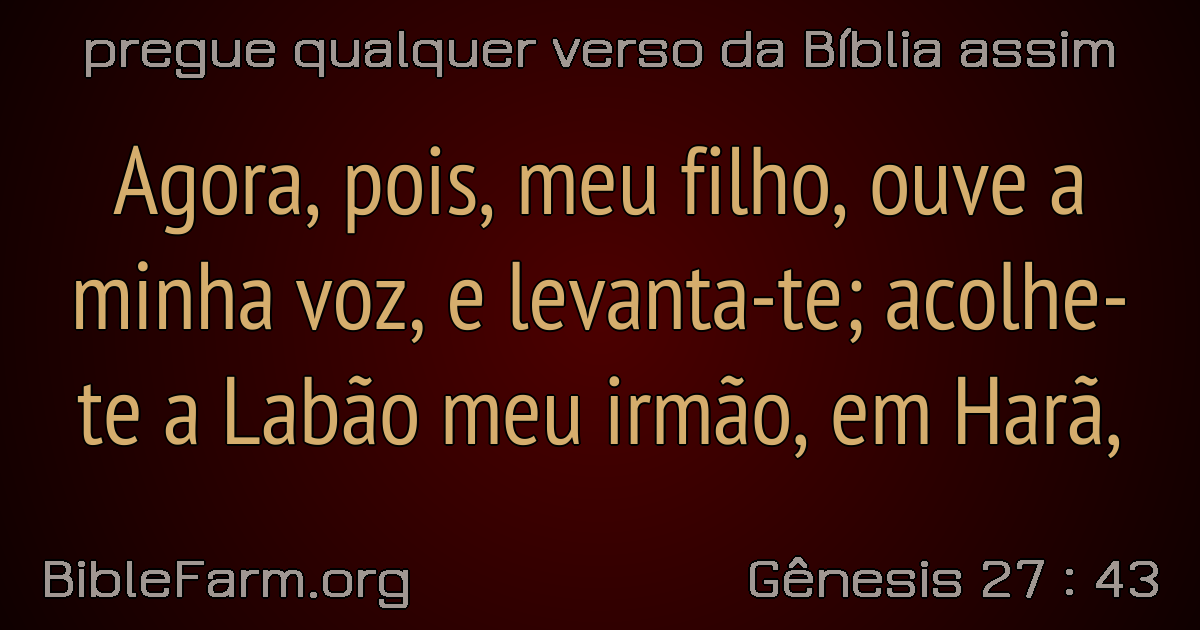 pregue qualquer verso da Bíblia assim
Agora, pois, meu filho, ouve a
minha voz, e levanta-te; acolhe-
te a Labão meu irmão, em Harã,
BibleFarm.org
Gênesis 27 : 43